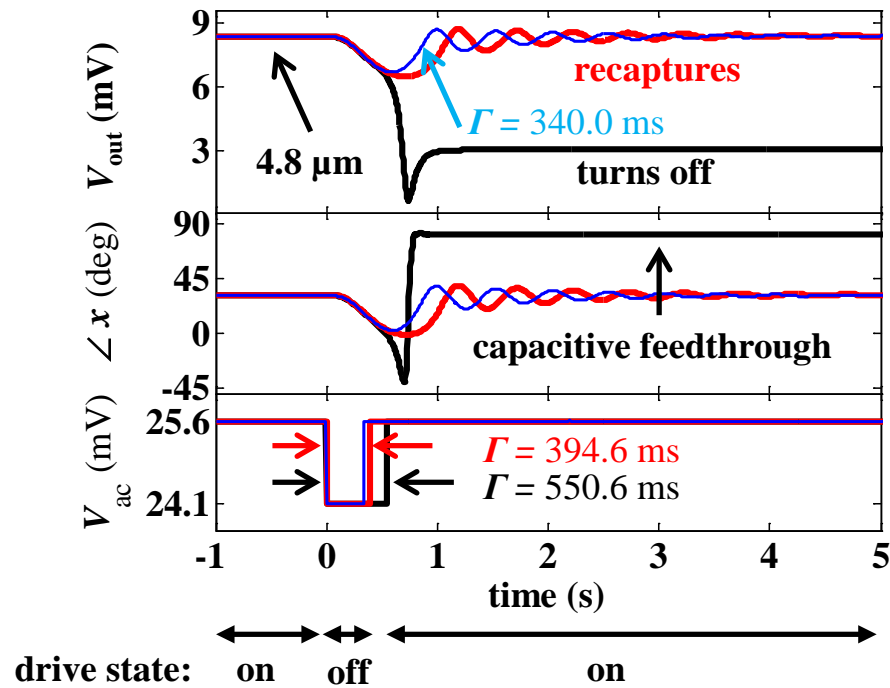 9
6
3
V_out (mV)
recaptures
Γ = 340.0 ms
4.8 µm
turns off
90
45
0
-45
∠ x (deg)
capacitive feedthrough
25.6
24.1
V_ac (mV)
Γ = 394.6 ms
Γ = 550.6 ms
-1 0 1 2 3 4 5
time (s)
drive state: on off on